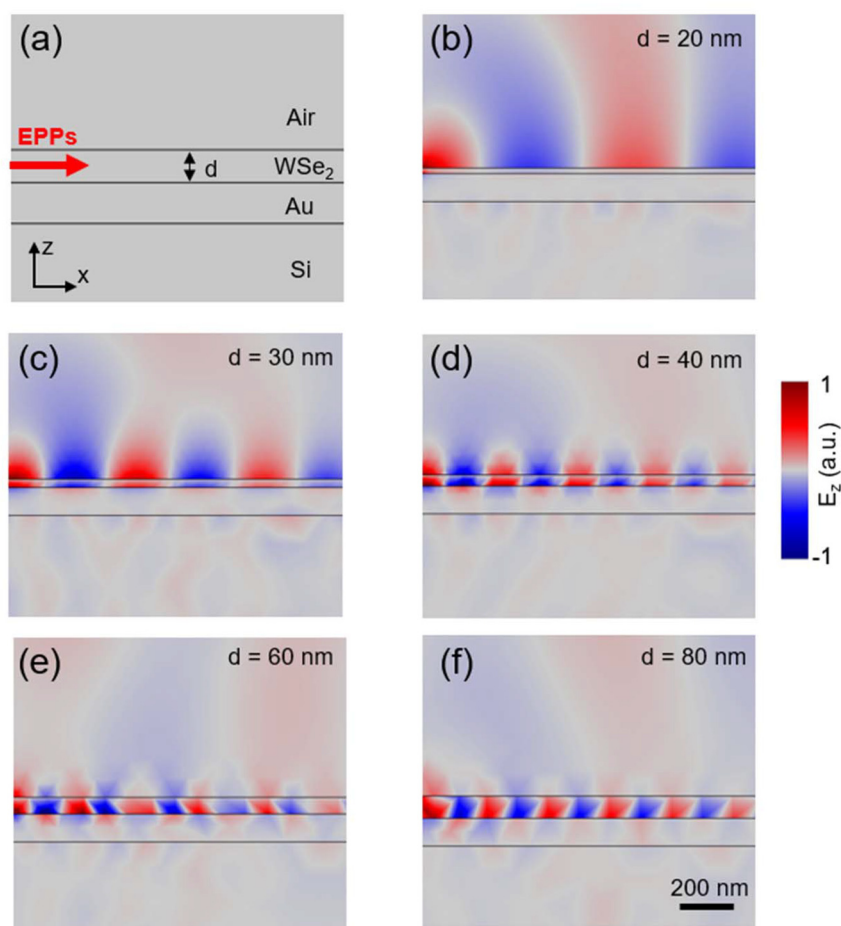 (a)
Air
EPPs
d
WSe₂
Au
z
x
Si
(b)
d = 20 nm
(c)
d = 30 nm
(d)
d = 40 nm
1
E_z (a.u.)
-1
(e)
d = 60 nm
(f)
d = 80 nm
200 nm